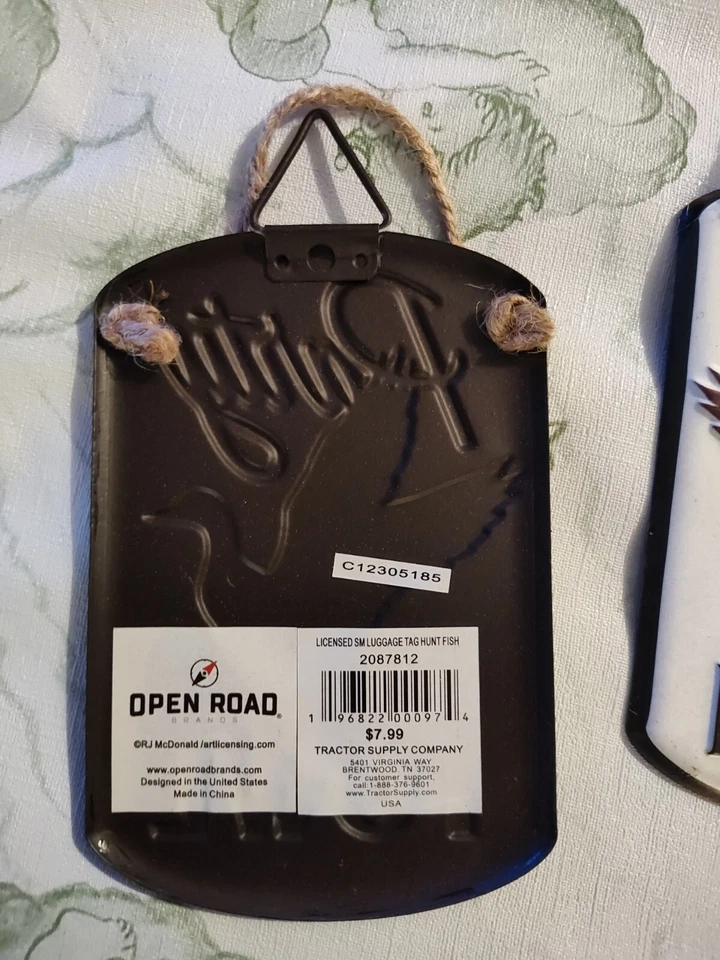 C12305185
OPEN ROAD®
BRANDS
©RJ McDonald /artlicensing.com
www.openroadbrands.com
Designed in the United States
Made in China
LICENSED SM LUGGAGE TAG HUNT FISH
2087812
1 96822 00097 4
$7.99
TRACTOR SUPPLY COMPANY
5401 VIRGINIA WAY
BRENTWOOD, TN 37027
For customer support,
call:1-888-376-9601
www.TractorSupply.com
USA